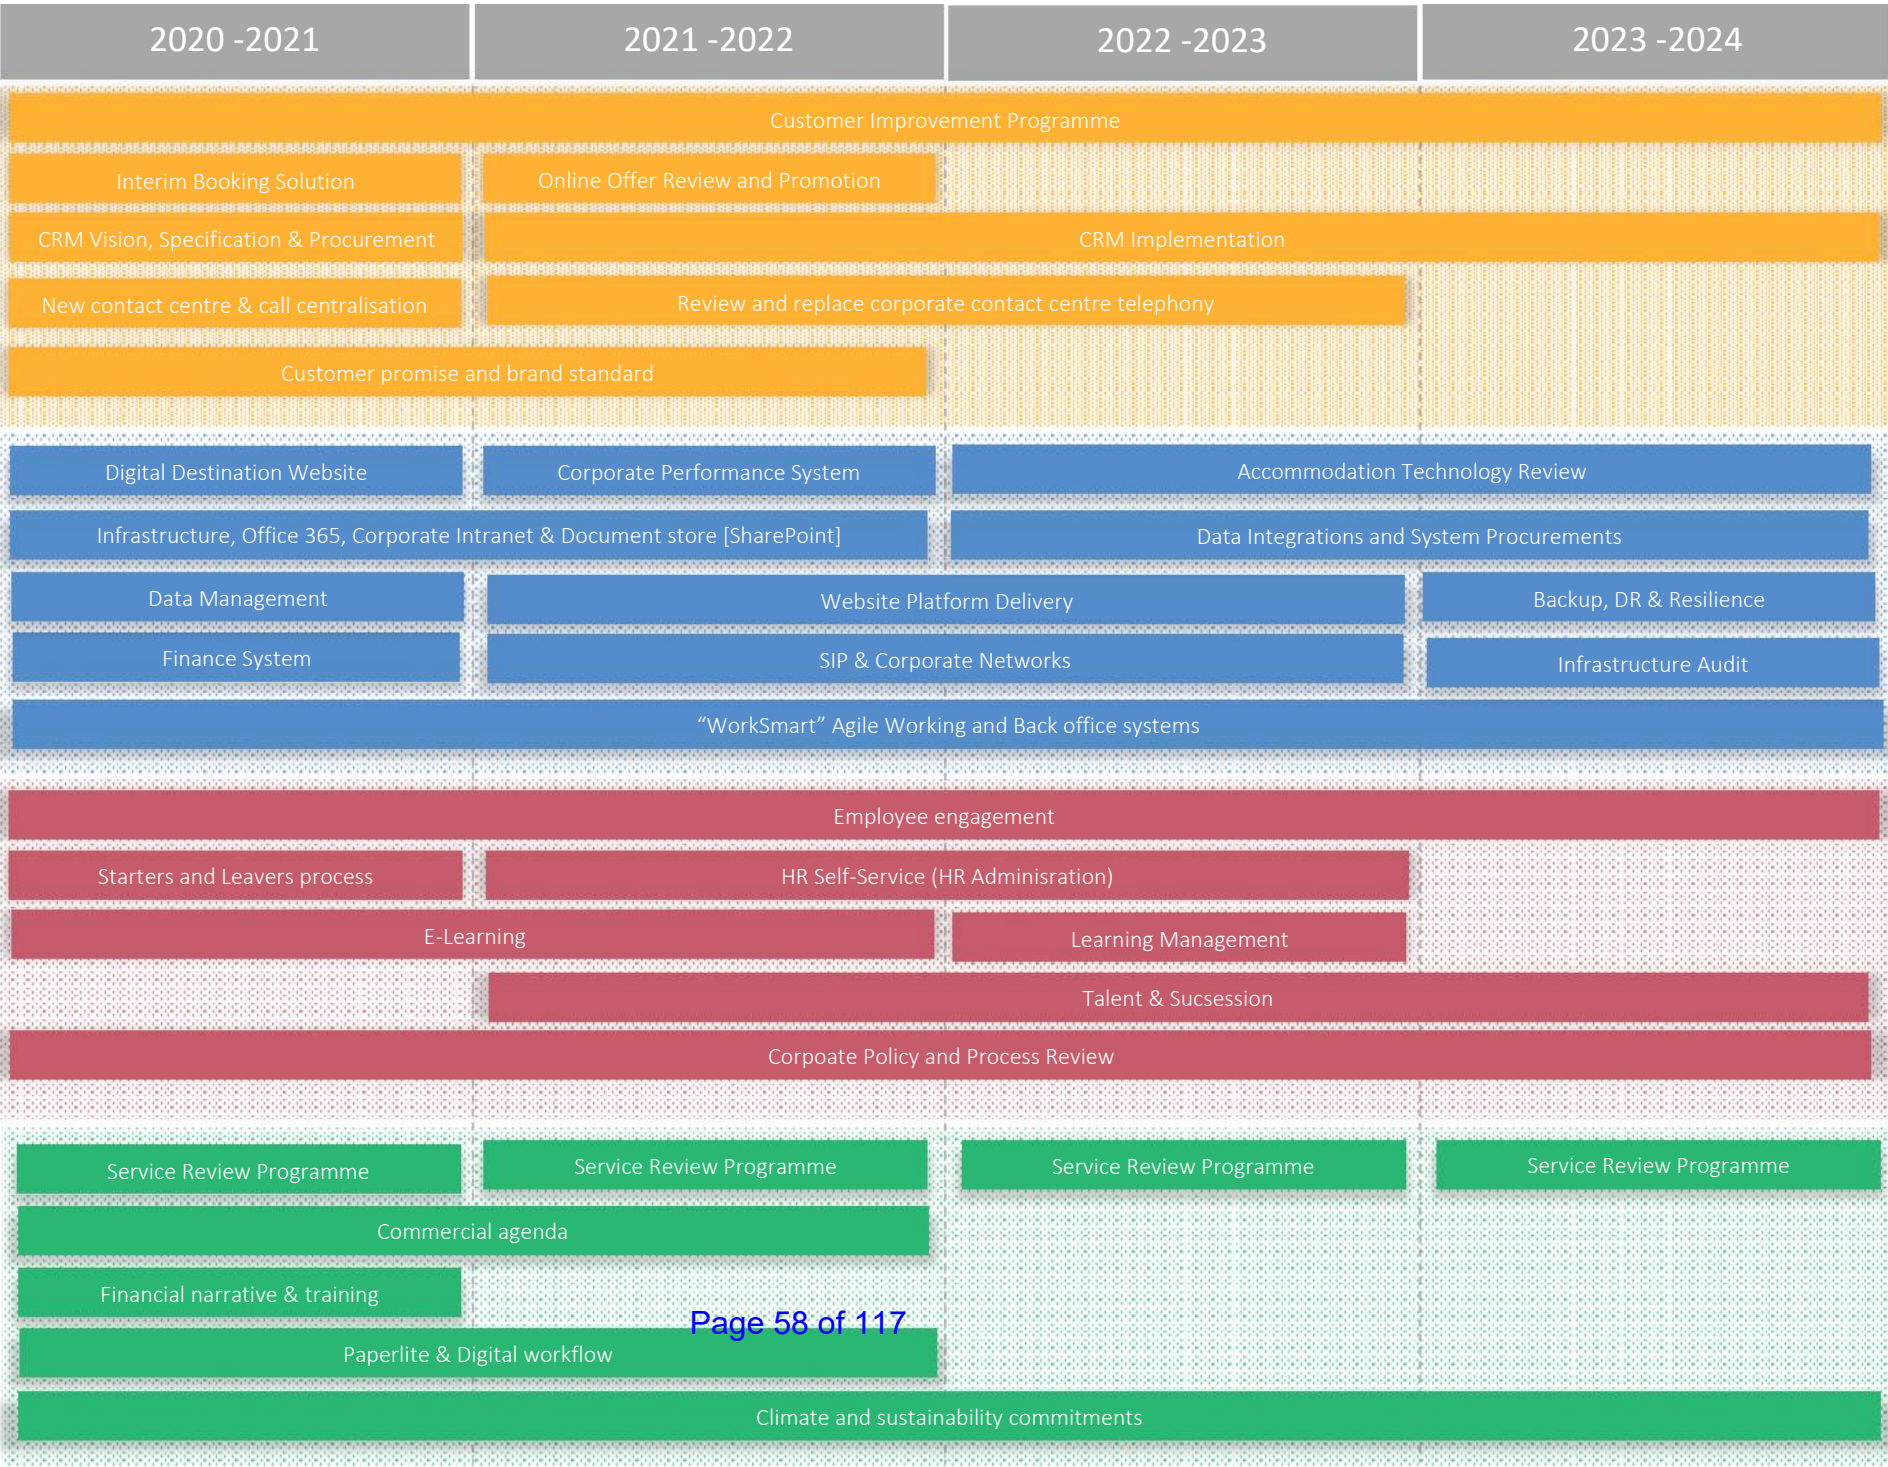 2020 -2021
2021 -2022
2022 -2023
2023 -2024
Customer Improvement Programme
Interim Booking Solution
Online Offer Review and Promotion
CRM Vision, Specification & Procurement
CRM Implementation
New contact centre & call centralisation
Review and replace corporate contact centre telephony
Customer promise and brand standard
Digital Destination Website
Corporate Performance System
Accommodation Technology Review
Infrastructure, Office 365, Corporate Intranet & Document store [SharePoint]
Data Integrations and System Procurements
Data Management
Website Platform Delivery
Backup, DR & Resilience
Finance System
SIP & Corporate Networks
Infrastructure Audit
“WorkSmart” Agile Working and Back office systems
Employee engagement
Starters and Leavers process
HR Self-Service (HR Adminisration)
E-Learning
Learning Management
Talent & Sucsession
Corpoate Policy and Process Review
Service Review Programme
Service Review Programme
Service Review Programme
Service Review Programme
Commercial agenda
Financial narrative & training
Page 58 of 117
Paperlite & Digital workflow
Climate and sustainability commitments